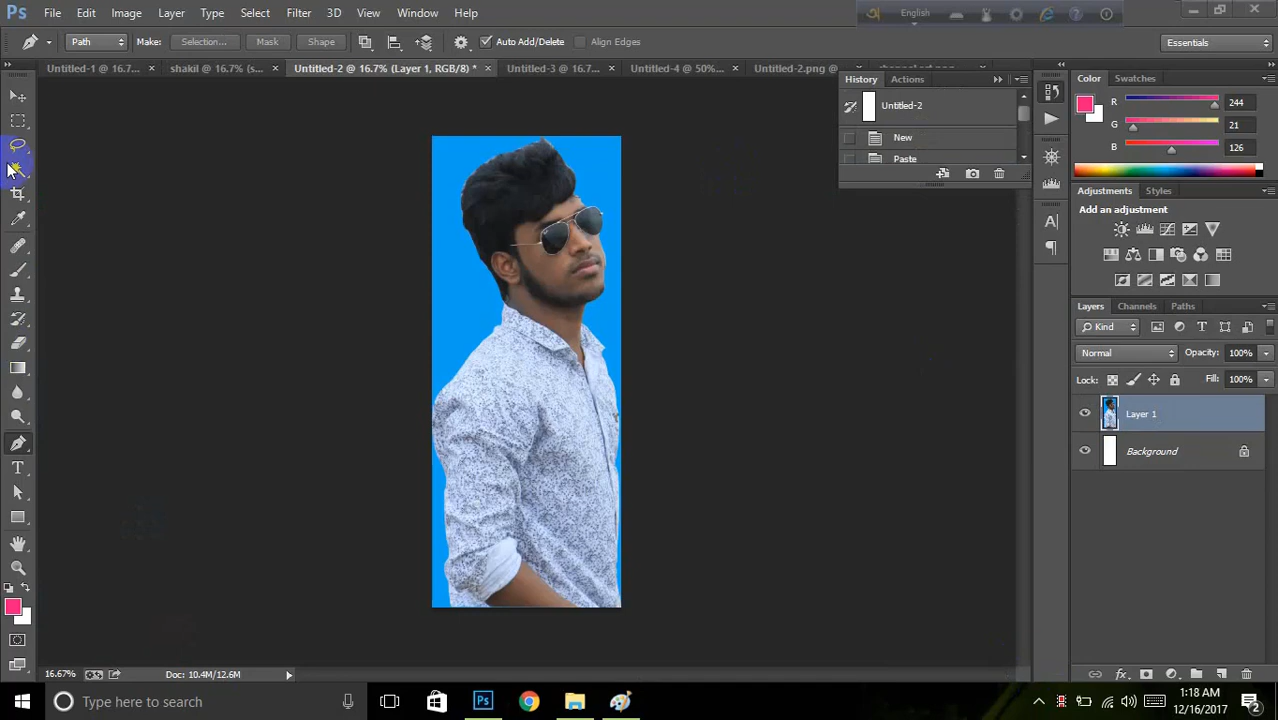 Ps File Edit Image Layer Type Select Filter 3D View Window Help
English
Path Make: Selection... Mask Shape Auto Add/Delete Align Edges Essentials
Untitled-1 @ 16.7... shakil @ 16.7% (s... Untitled-2 @ 16.7% (Layer 1, RGB/8) * Untitled-3 @ 16.7... Untitled-4 @ 50%... Untitled-2.png @
History Actions
Untitled-2
New
Paste
Color Swatches
R 244
G 21
B 126
Adjustments Styles
Add an adjustment
Layers Channels Paths
Kind
Normal Opacity: 100%
Lock: Fill: 100%
Layer 1
Background
16.67% Doc: 10.4M/12.6M
Type here to search
Ps
1:18 AM
12/16/2017
2